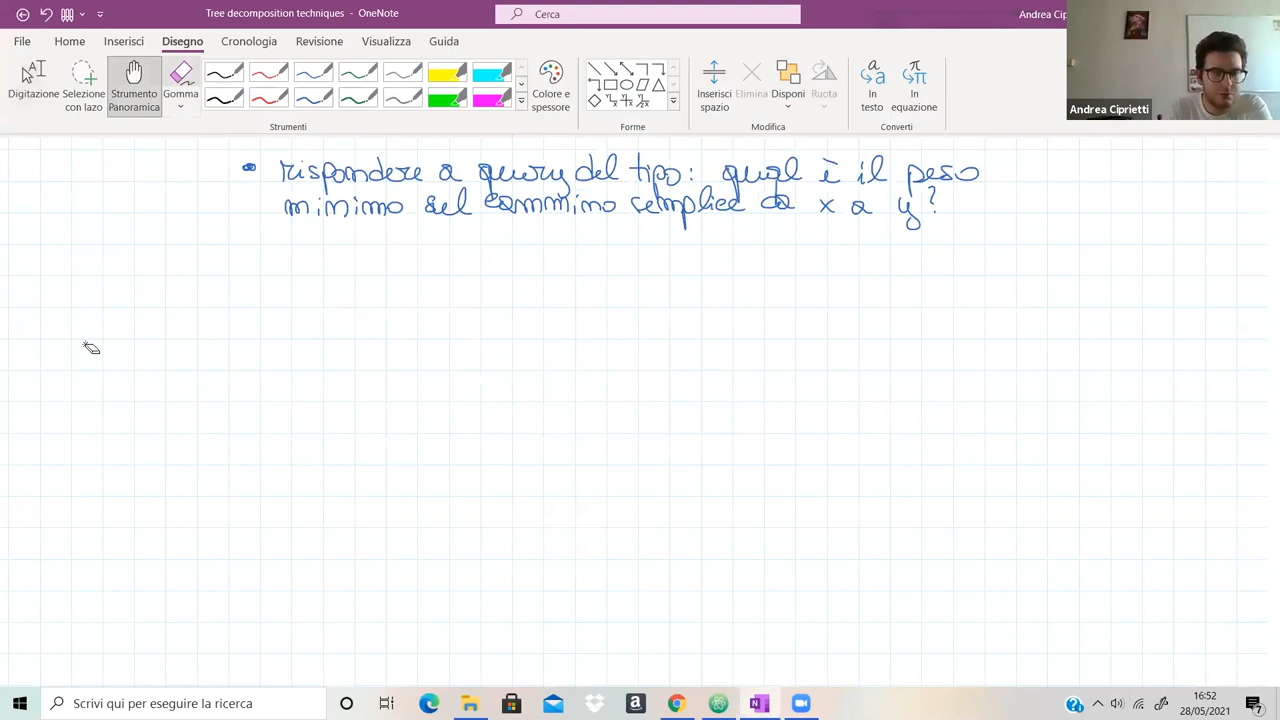 Tree decomposition techniques - OneNote
Cerca
Andrea Cip
File Home Inserisci Disegno Cronologia Revisione Visualizza Guida
Digitazione
Selezione con lazo
Strumento Panoramica
Gomma
Colore e spessore
Inserisci spazio
Elimina
Disponi
Ruota
In testo
In equazione
Strumenti
Forme
Modifica
Converti
Andrea Ciprietti
• rispondere a query del tipo: qual è il peso
minimo sul cammino semplice da x a y?
Scrivi qui per eseguire la ricerca
16:52
28/05/2021
7